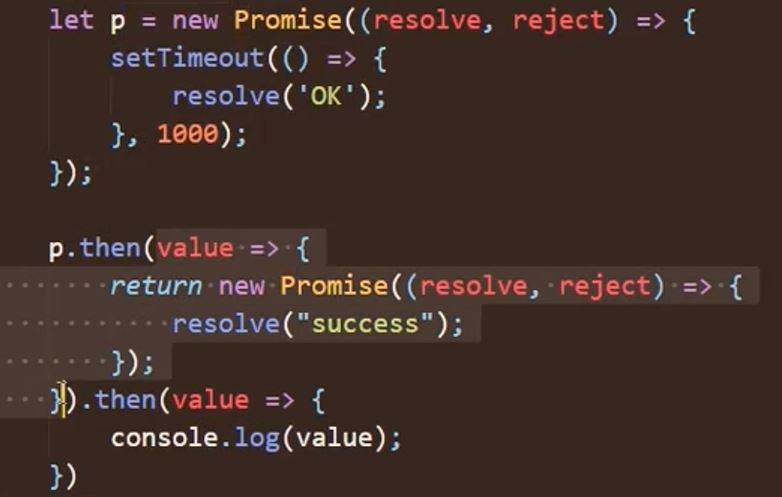 let p = new Promise((resolve, reject) => {
    setTimeout(() => {
        resolve('OK');
    }, 1000);
});

p.then(value => {
    return new Promise((resolve, reject) => {
        resolve("success");
    });
}).then(value => {
    console.log(value);
})